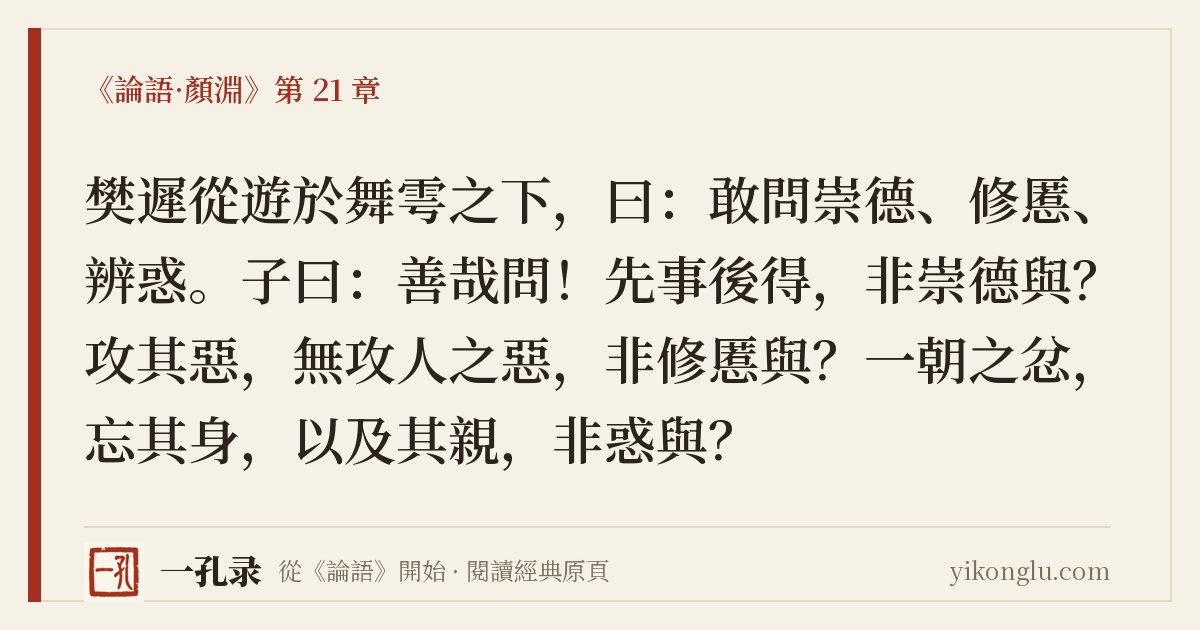 《論語·顏淵》第 21 章
樊遲從遊於舞雩之下，曰：敢問崇德、修慝、
辨惑。子曰：善哉問！先事後得，非崇德與？
攻其惡，無攻人之惡，非修慝與？一朝之忿，
忘其身，以及其親，非惑與？
一孔
一孔录 從《論語》開始 · 閱讀經典原頁 yikonglu.com